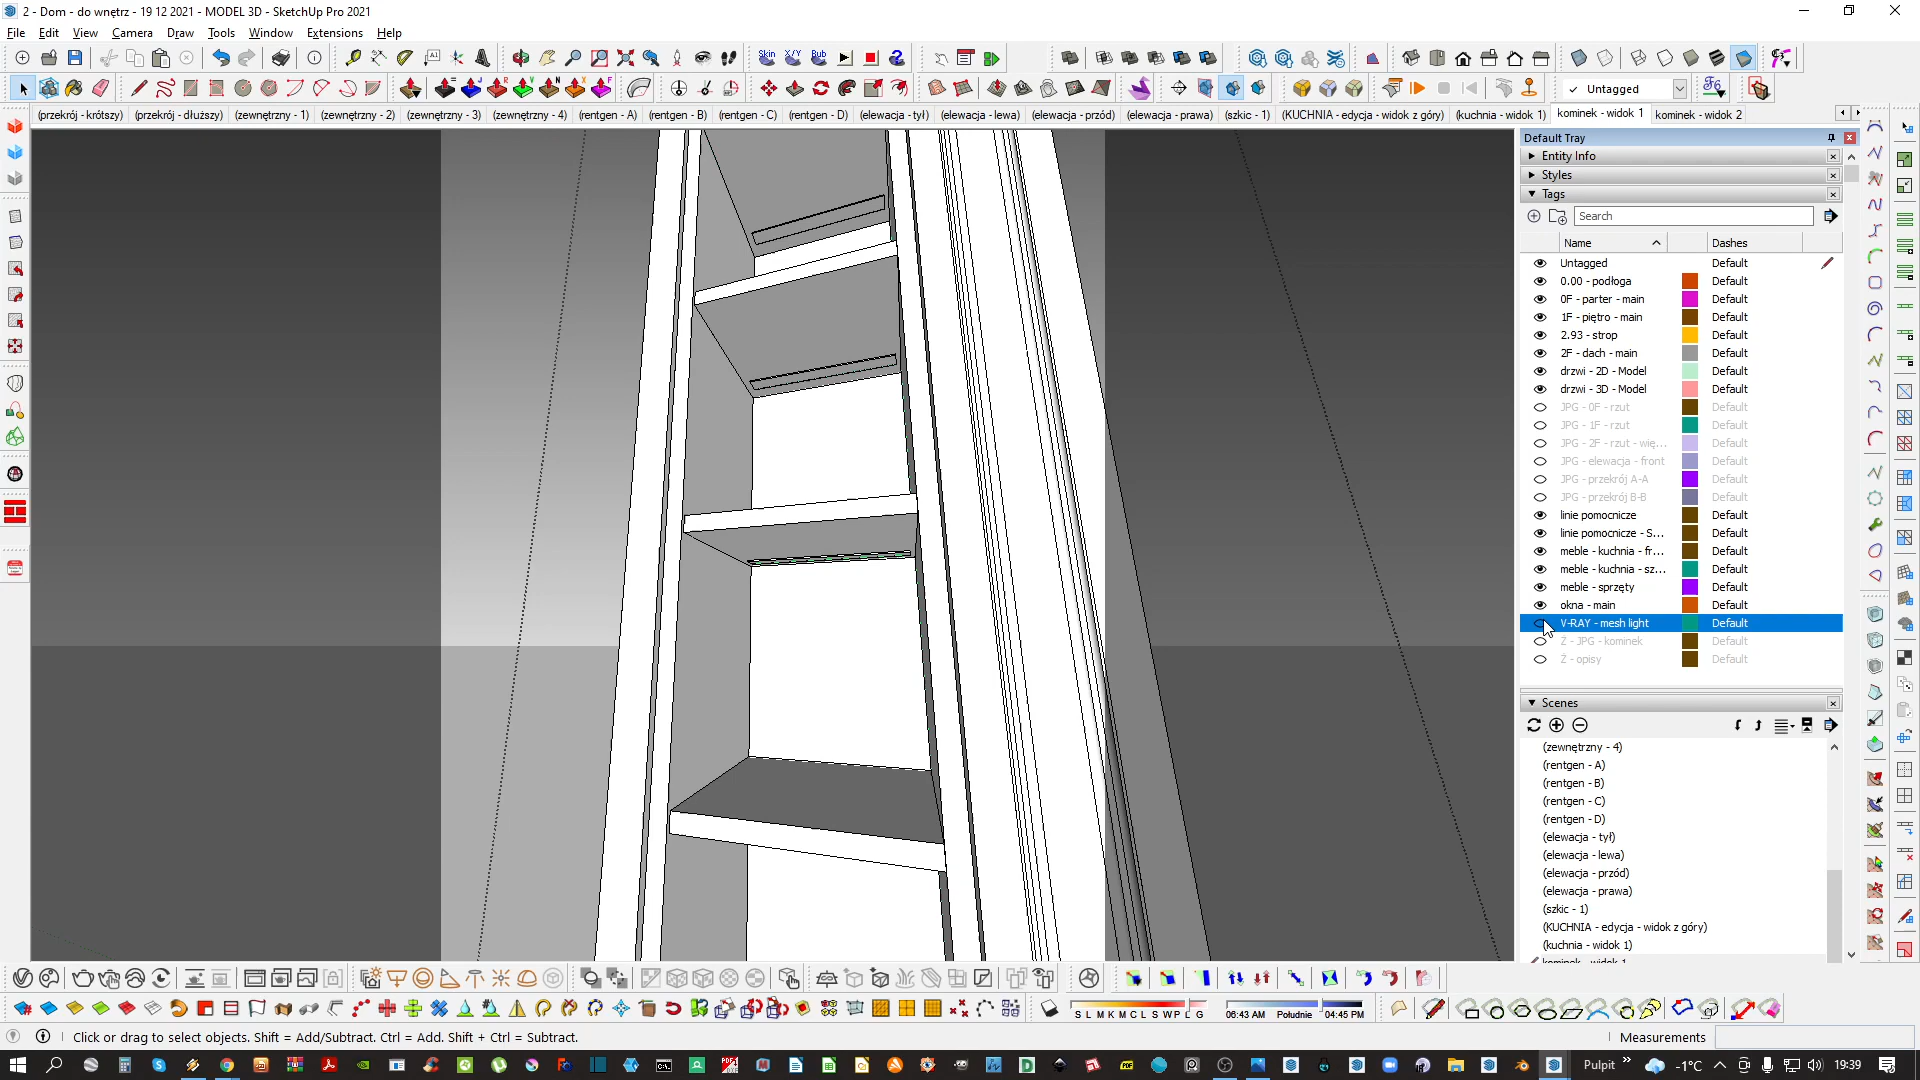 2 - Dom - do wnętrz - 19 12 2021 - MODEL 3D - SketchUp Pro 2021
File Edit View Camera Draw Tools Window Extensions Help
Skin X/Y Bub
Untagged
(przekrój - krótszy) (przekrój - dłuższy) (zewnętrzny - 1) (zewnętrzny - 2) (zewnętrzny - 3) (zewnętrzny - 4) (rentgen - A) (rentgen - B) (rentgen - C) (rentgen - D) (elewacja - tył) (elewacja - lewa) (elewacja - przód) (elewacja - prawa) (szkic - 1) (KUCHNIA - edycja - widok z góry) (kuchnia - widok 1) kominek - widok 1 kominek - widok 2
Default Tray
Entity Info
Styles
Tags
Search
Name Dashes
Untagged Default
0.00 - podłoga Default
0F - parter - main Default
1F - piętro - main Default
2.93 - strop Default
2F - dach - main Default
drzwi - 2D - Model Default
drzwi - 3D - Model Default
JPG - 0F - rzut Default
JPG - 1F - rzut Default
JPG - 2F - rzut - wię... Default
JPG - elewacja - front Default
JPG - przekrój A-A Default
JPG - przekrój B-B Default
linie pomocnicze Default
linie pomocnicze - S... Default
meble - kuchnia - fr... Default
meble - kuchnia - sz... Default
meble - sprzęty Default
okna - main Default
V-RAY - mesh light Default
Ż - JPG - kominek Default
Ż - opisy Default
Scenes
(zewnętrzny - 4)
(rentgen - A)
(rentgen - B)
(rentgen - C)
(rentgen - D)
(elewacja - tył)
(elewacja - lewa)
(elewacja - przód)
(elewacja - prawa)
(szkic - 1)
(KUCHNIA - edycja - widok z góry)
(kuchnia - widok 1)
kominek - widok 1
S L M K M C L S W P L G 06:43 AM Południe 04:45 PM
Click or drag to select objects. Shift = Add/Subtract. Ctrl = Add. Shift + Ctrl = Subtract.
Measurements
Pulpit -1°C 19:39